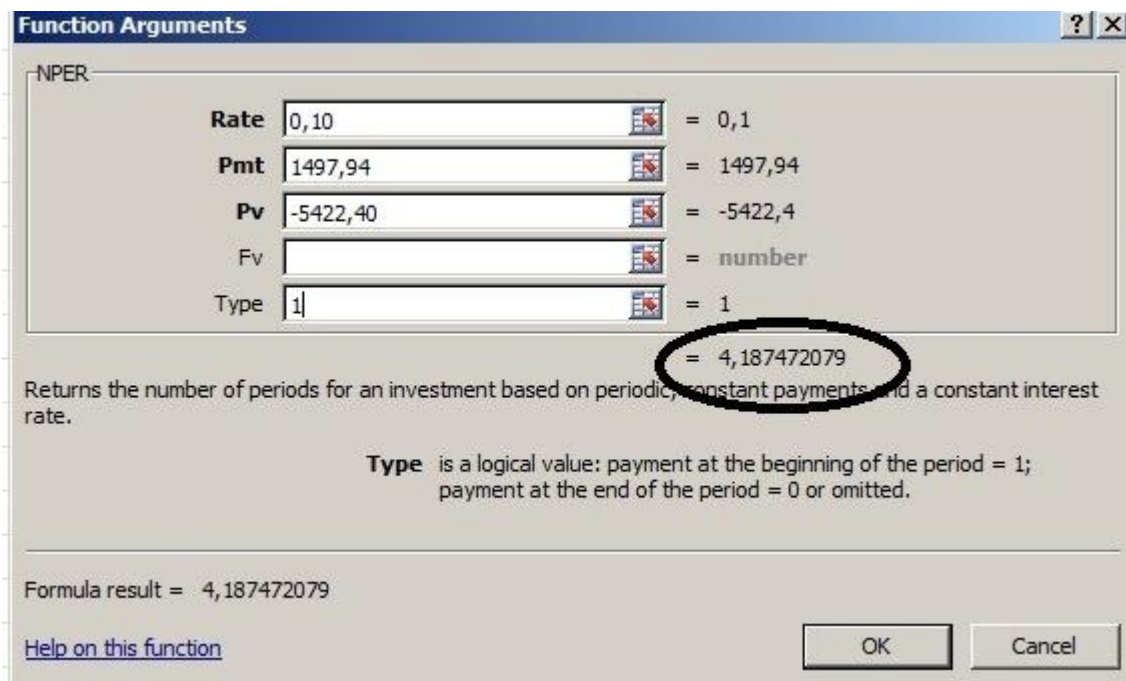 Function Arguments
NPER
Rate 0,10 = 0,1
Pmt 1497,94 = 1497,94
Pv -5422,40 = -5422,4
Fv = number
Type 1 = 1
= 4,187472079
Returns the number of periods for an investment based on periodic, constant payments and a constant interest
rate.
Type is a logical value: payment at the beginning of the period = 1;
payment at the end of the period = 0 or omitted.
Formula result = 4,187472079
Help on this function OK Cancel